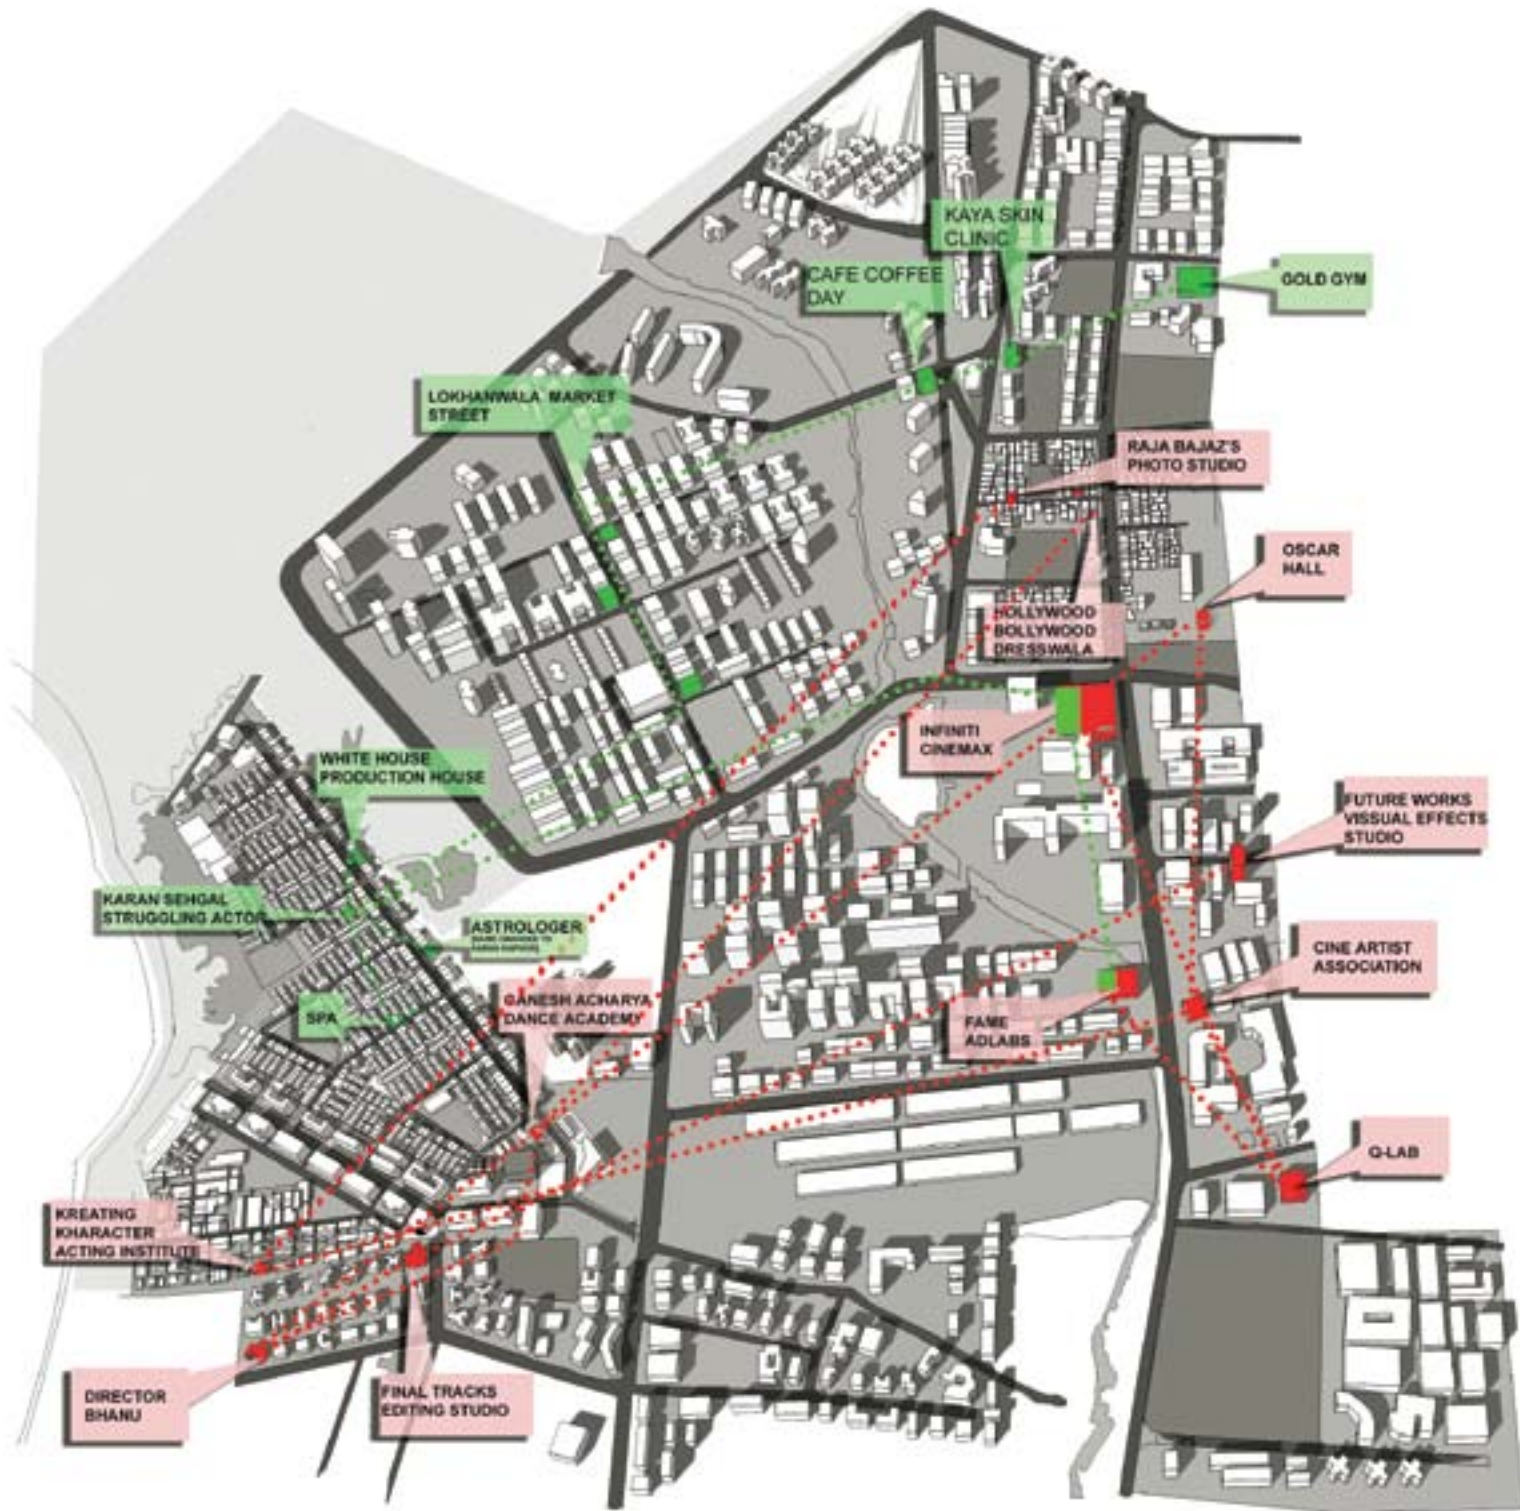 KAYA SKIN
CLINIC
CAFE COFFEE
DAY
GOLD GYM
LOKHANWALA MARKET
STREET
RAJA BAJAZ'S
PHOTO STUDIO
OSCAR
HALL
HOLLYWOOD
BOLLYWOOD
DRESSWALA
INFINITI
CINEMAX
WHITE HOUSE
PRODUCTION HOUSE
FUTURE WORKS
VISSUAL EFFECTS
STUDIO
KARAN SEHGAL
STRUGGLING ACTOR
ASTROLOGER
CINE ARTIST
ASSOCIATION
GANESH ACHARYA
DANCE ACADEMY
SPA
FAME
ADLABS
Q-LAB
KREATING
KHARACTER
ACTING INSTITUTE
DIRECTOR
BHANU
FINAL TRACKS
EDITING STUDIO